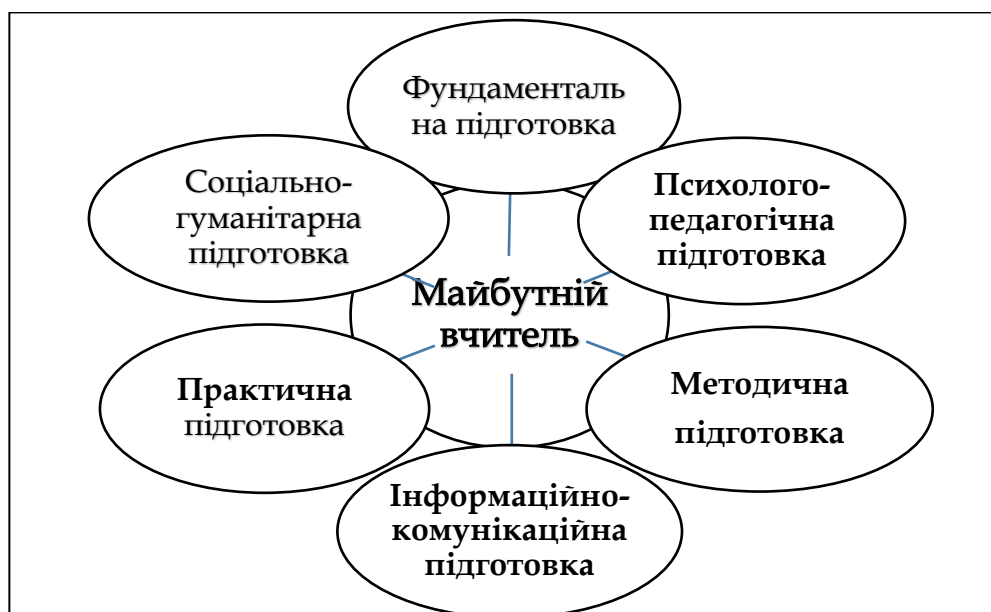 Фундаменталь
на підготовка
Соціально-
гуманітарна
підготовка
Психолого-
педагогічна
підготовка
Майбутній
вчитель
Практична
підготовка
Методична
підготовка
Інформаційно-
комунікаційна
підготовка